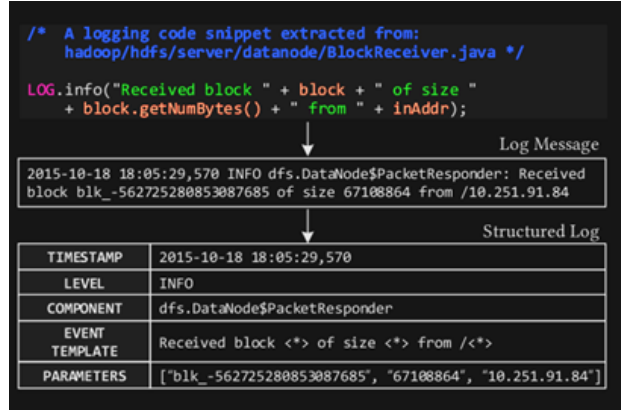 /* A logging code snippet extracted from:
hadoop/hdfs/server/datanode/BlockReceiver.java */
LOG.info("Received block " + block + " of size "
+ block.getNumBytes() + " from " + inAddr);
Log Message
2015-10-18 18:05:29,570 INFO dfs.DataNode$PacketResponder: Received
block blk_-562725280853087685 of size 67108864 from /10.251.91.84
Structured Log
TIMESTAMP 2015-10-18 18:05:29,570
LEVEL INFO
COMPONENT dfs.DataNode$PacketResponder
EVENT TEMPLATE Received block <*> of size <*> from /<*>
PARAMETERS ["blk_-562725280853087685", "67108864", "10.251.91.84"]